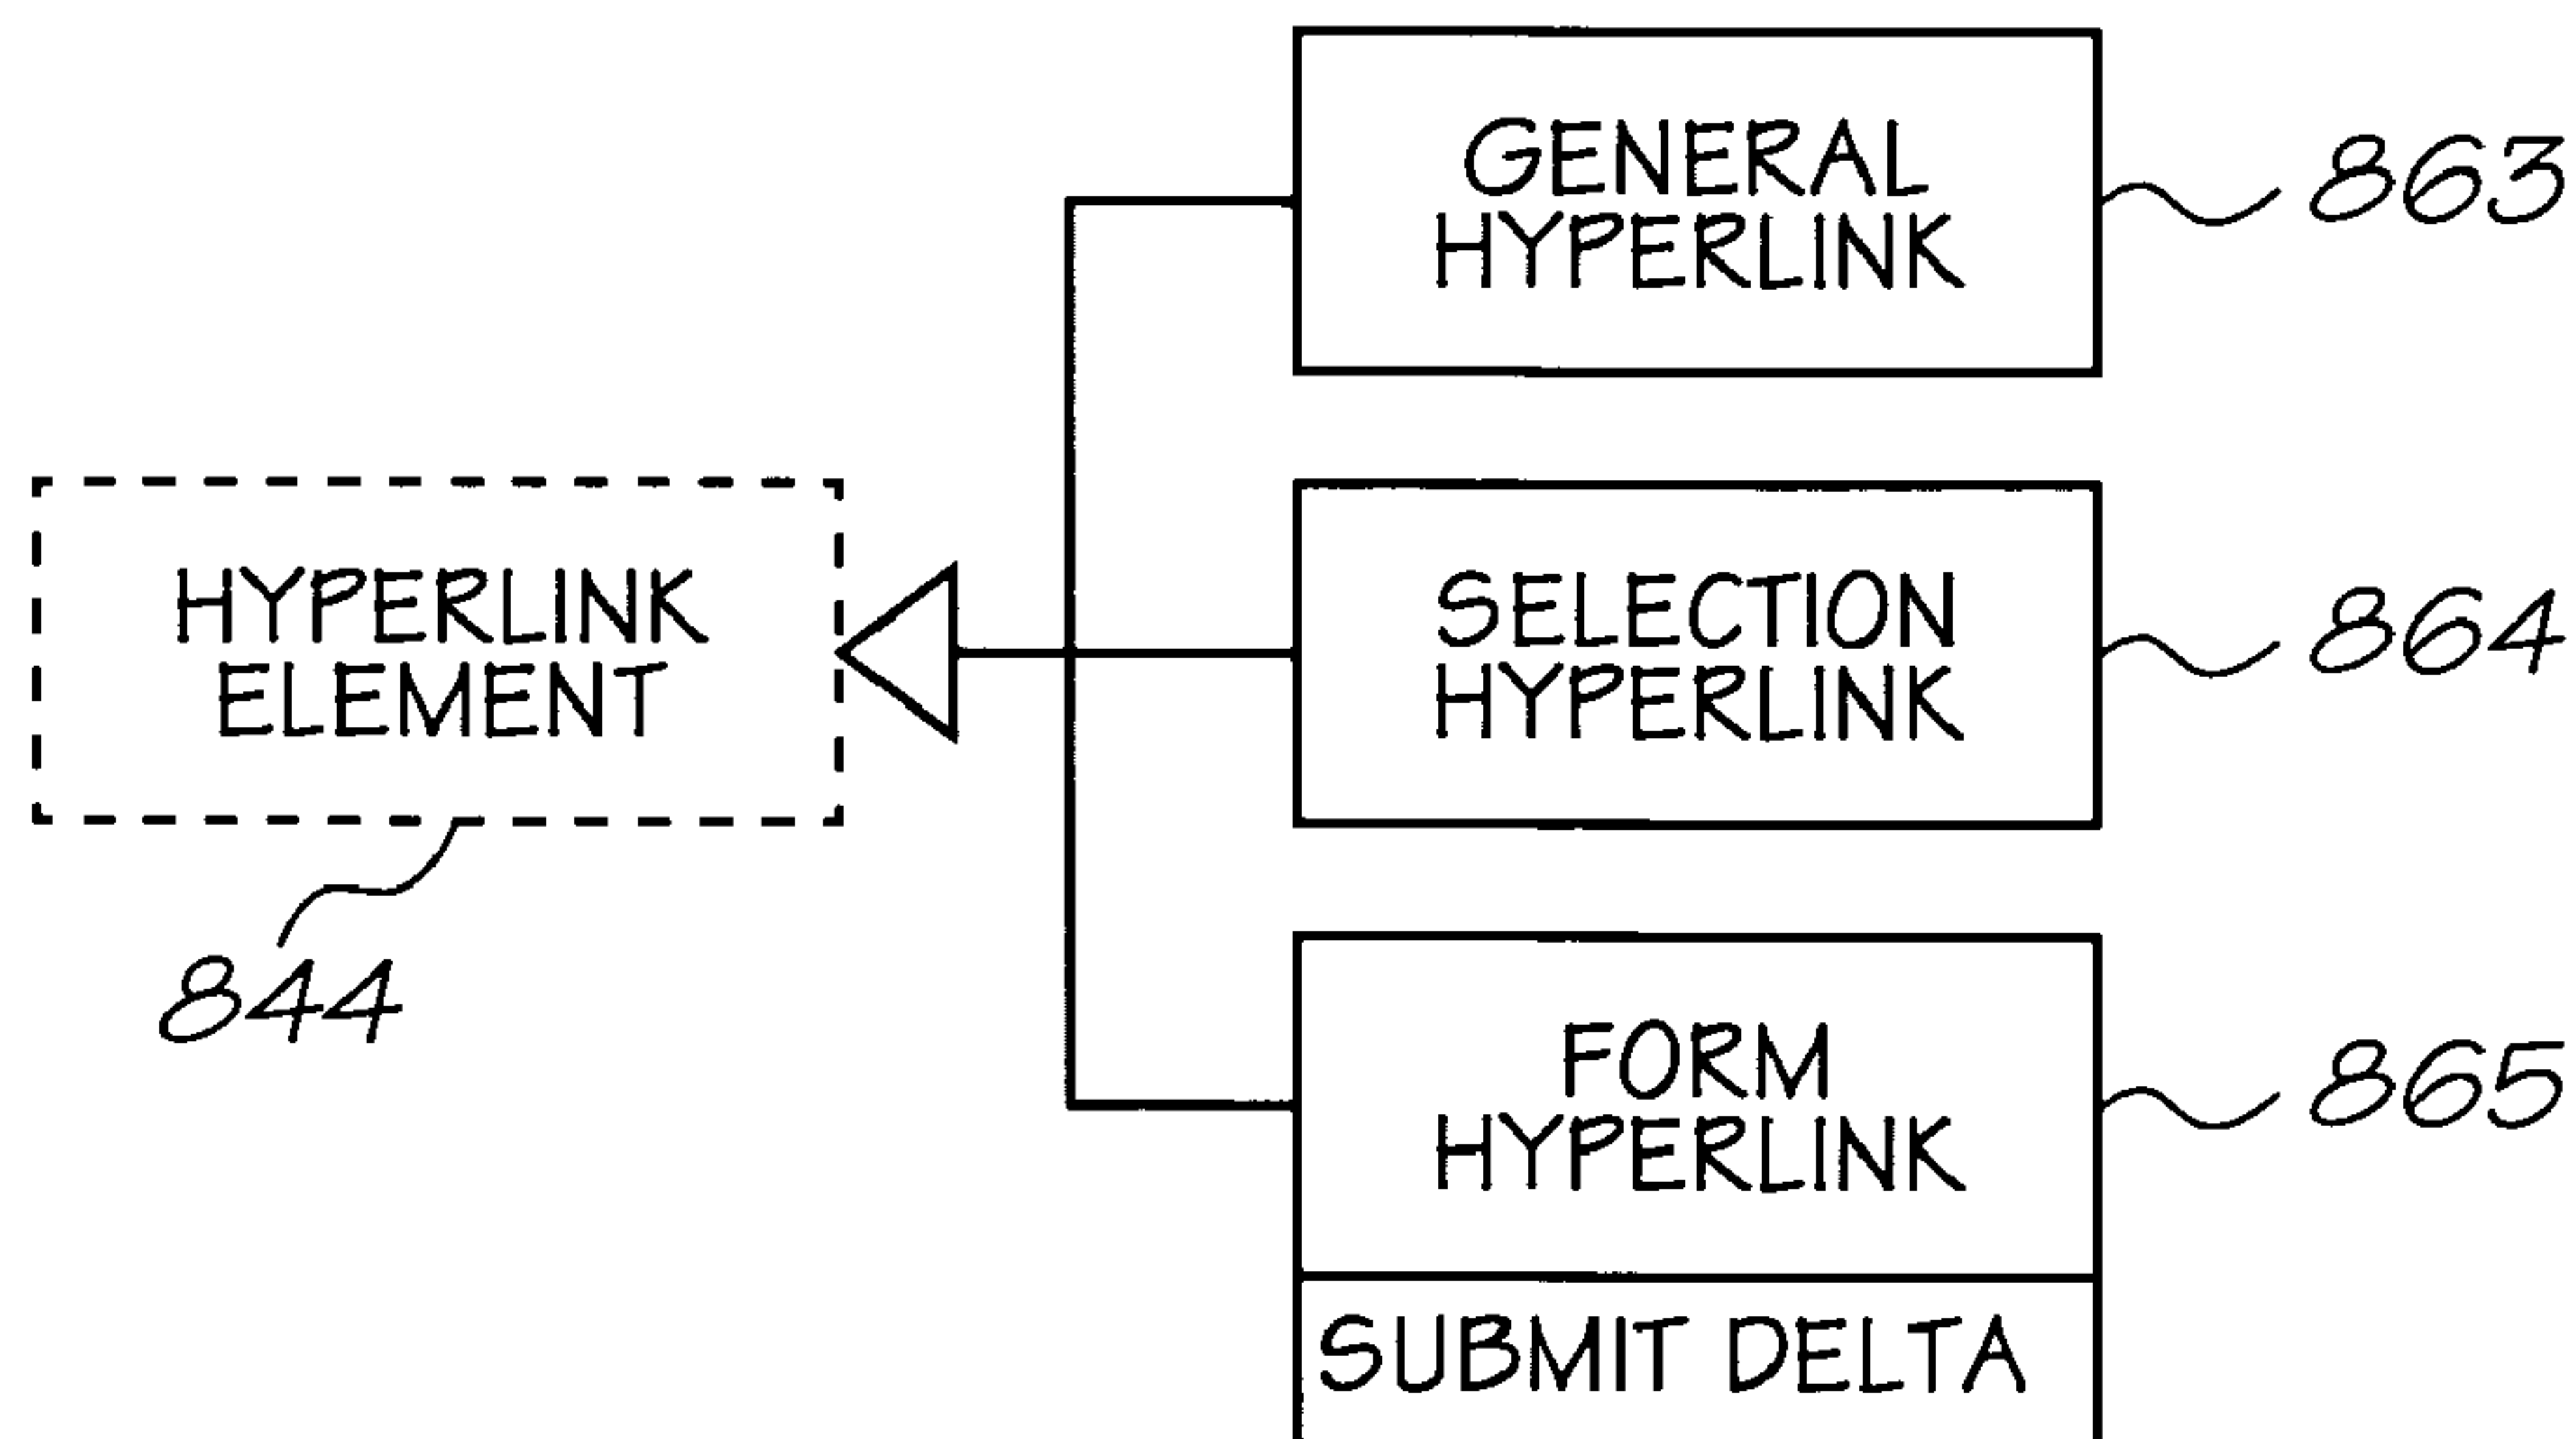 GENERAL
HYPERLINK
863
HYPERLINK
ELEMENT
844
SELECTION
HYPERLINK
864
FORM
HYPERLINK
865
SUBMIT DELTA